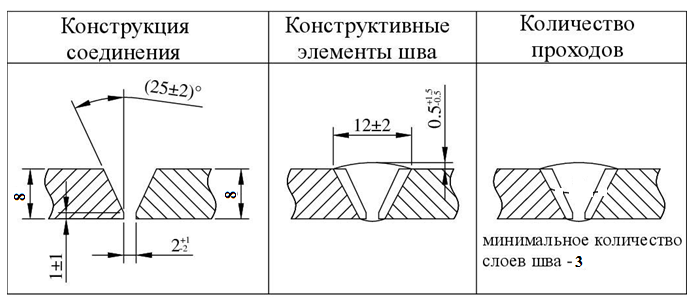 Конструкция
соединения
Конструктивные
элементы шва
Количество
проходов
(25±2)°
8
8
1±1
2+1-2
12±2
0.5+1.5-0.5
минимальное количество
слоев шва - 3